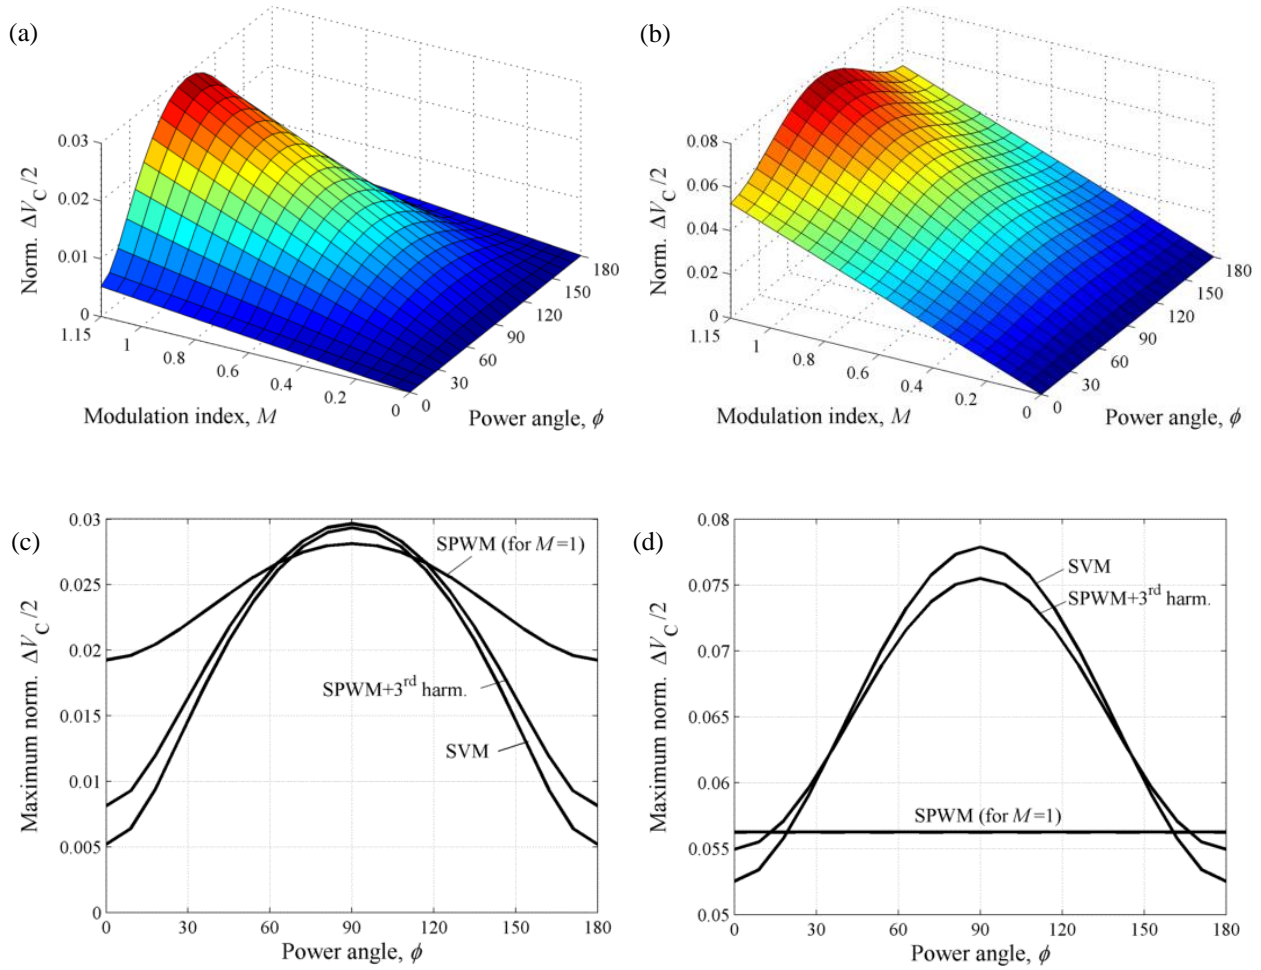 (a)
0.03
0.02
0.01
0
1.15
1
0.8
0.6
0.4
0.2
0
0
30
60
90
120
150
180
Norm. ΔV_C/2
Modulation index, M
Power angle, ϕ
(b)
0.08
0.06
0.04
0.02
0
1.15
1
0.8
0.6
0.4
0.2
0
0
30
60
90
120
150
180
Norm. ΔV_C/2
Modulation index, M
Power angle, ϕ
(c)
0.03
0.025
0.02
0.015
0.01
0.005
0
Maximum norm. ΔV_C/2
SPWM (for M=1)
SPWM+3rd harm.
SVM
0 30 60 90 120 150 180
Power angle, ϕ
(d)
0.08
0.075
0.07
0.065
0.06
0.055
0.05
Maximum norm. ΔV_C/2
SVM
SPWM+3rd harm.
SPWM (for M=1)
0 30 60 90 120 150 180
Power angle, ϕ